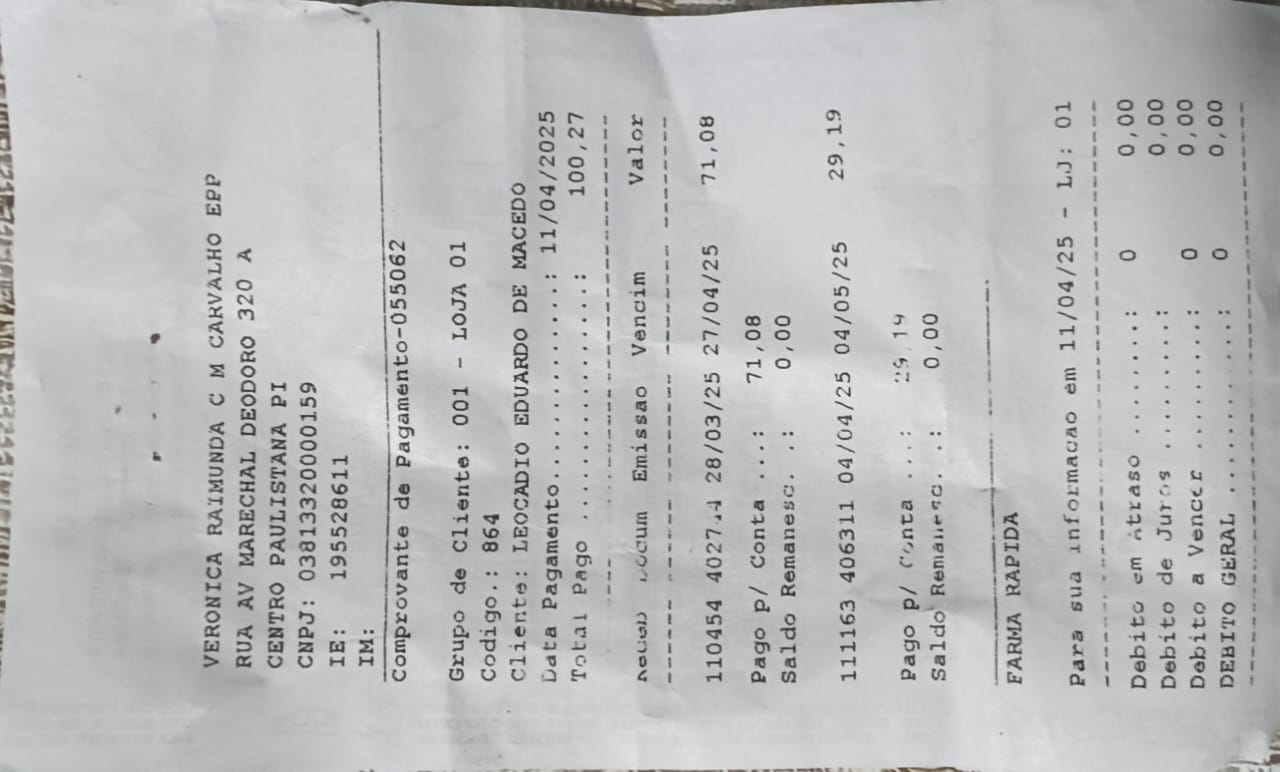 VERONICA RAIMUNDA C M CARVALHO EPP
RUA AV MARECHAL DEODORO 320 A
CENTRO PAULISTANA PI
CNPJ: 03813320000159
IE: 195528611
IM:
Comprovante de Pagamento-055062
Grupo de Cliente: 001 - LOJA 01
Codigo.: 864
Cliente: LEOCADIO EDUARDO DE MACEDO
Data Pagamento..............: 11/04/2025
Total Pago .................: 100,27
Docum Emissao Vencim Valor
110454 28/03/25 27/04/25 71,08
Pago p/ Conta ...: 71,08
Saldo Remanesc. .: 0,00
111163 406311 04/04/25 04/05/25 29,19
Pago p/ Conta ...: 29,19
Saldo Remanesc. .: 0,00
FARMA RAPIDA
Para sua informacao em 11/04/25 - LJ: 01
Debito em Atraso ........: 0 0,00
Debito de Juros .........: 0,00
Debito a Vencer .........: 0 0,00
DEBITO GERAL ............: 0 0,00